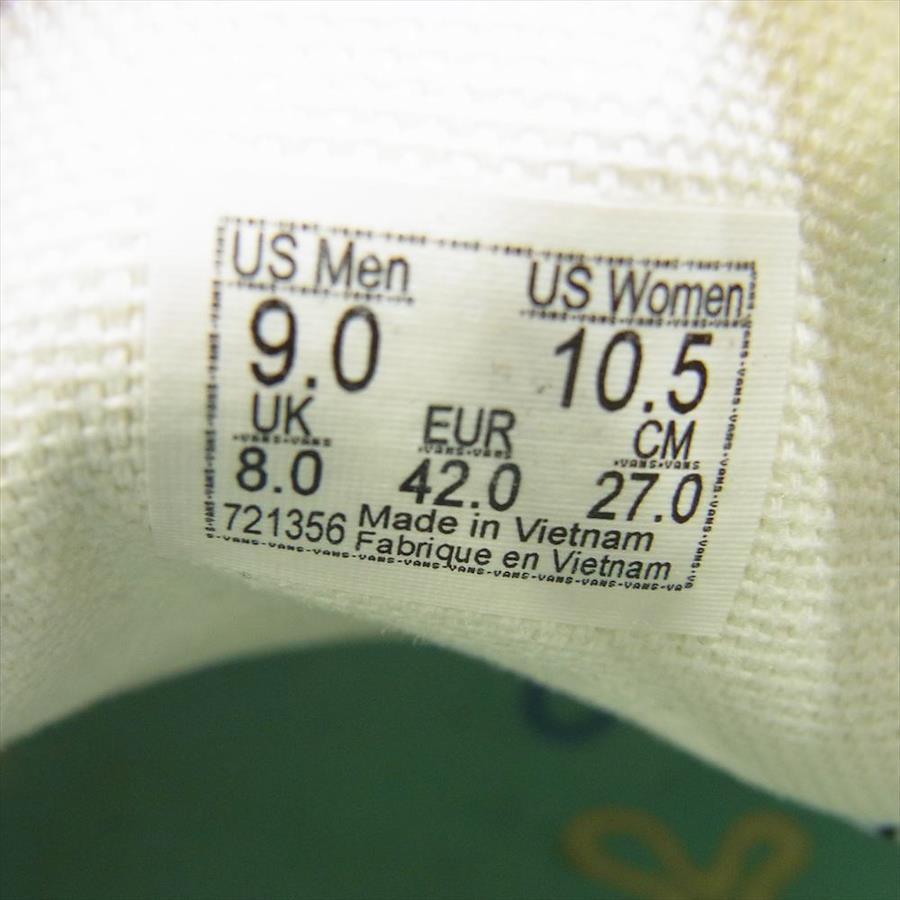 US Men US Women
9.0 10.5
UK EUR CM
8.0 42.0 27.0
721356 Made in Vietnam
Fabrique en Vietnam